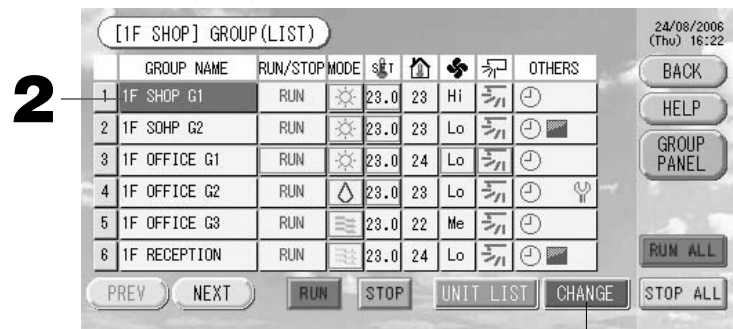 [1F SHOP] GROUP(LIST)
24/08/2006
(Thu) 16:22
GROUP NAME RUN/STOP MODE SET OTHERS
BACK
2
1 1F SHOP G1 RUN 23.0 23 Hi
HELP
2 1F SOHP G2 RUN 23.0 23 Lo
GROUP
PANEL
3 1F OFFICE G1 RUN 23.0 24 Lo
4 1F OFFICE G2 RUN 23.0 23 Lo
5 1F OFFICE G3 RUN 23.0 22 Me
6 1F RECEPTION RUN 23.0 24 Lo
RUN ALL
PREV NEXT RUN STOP UNIT LIST CHANGE STOP ALL